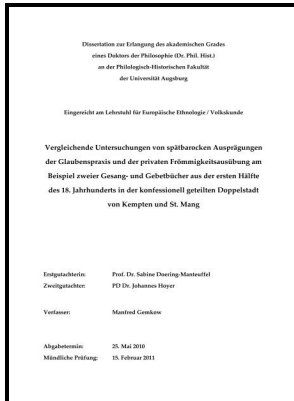 Dissertation zur Erlangung des akademischen Grades
eines Doktors der Philosophie (Dr. Phil. Hist.)
an der Philologisch-Historischen Fakultät
der Universität Augsburg
Eingereicht am Lehrstuhl für Europäische Ethnologie / Volkskunde
Vergleichende Untersuchungen von spätbarocken Ausprägungen
der Glaubenspraxis und der privaten Frömmigkeitsausübung am
Beispiel zweier Gesang- und Gebetbücher aus der ersten Hälfte
des 18. Jahrhunderts in der konfessionell geteilten Doppelstadt
von Kempten und St. Mang
Erstgutachterin: Prof. Dr. Sabine Doering-Manteuffel
Zweitgutachter: PD Dr. Johannes Hoyer
Verfasser: Manfred Gemkow
Abgabetermin: 25. Mai 2010
Mündliche Prüfung: 15. Februar 2011